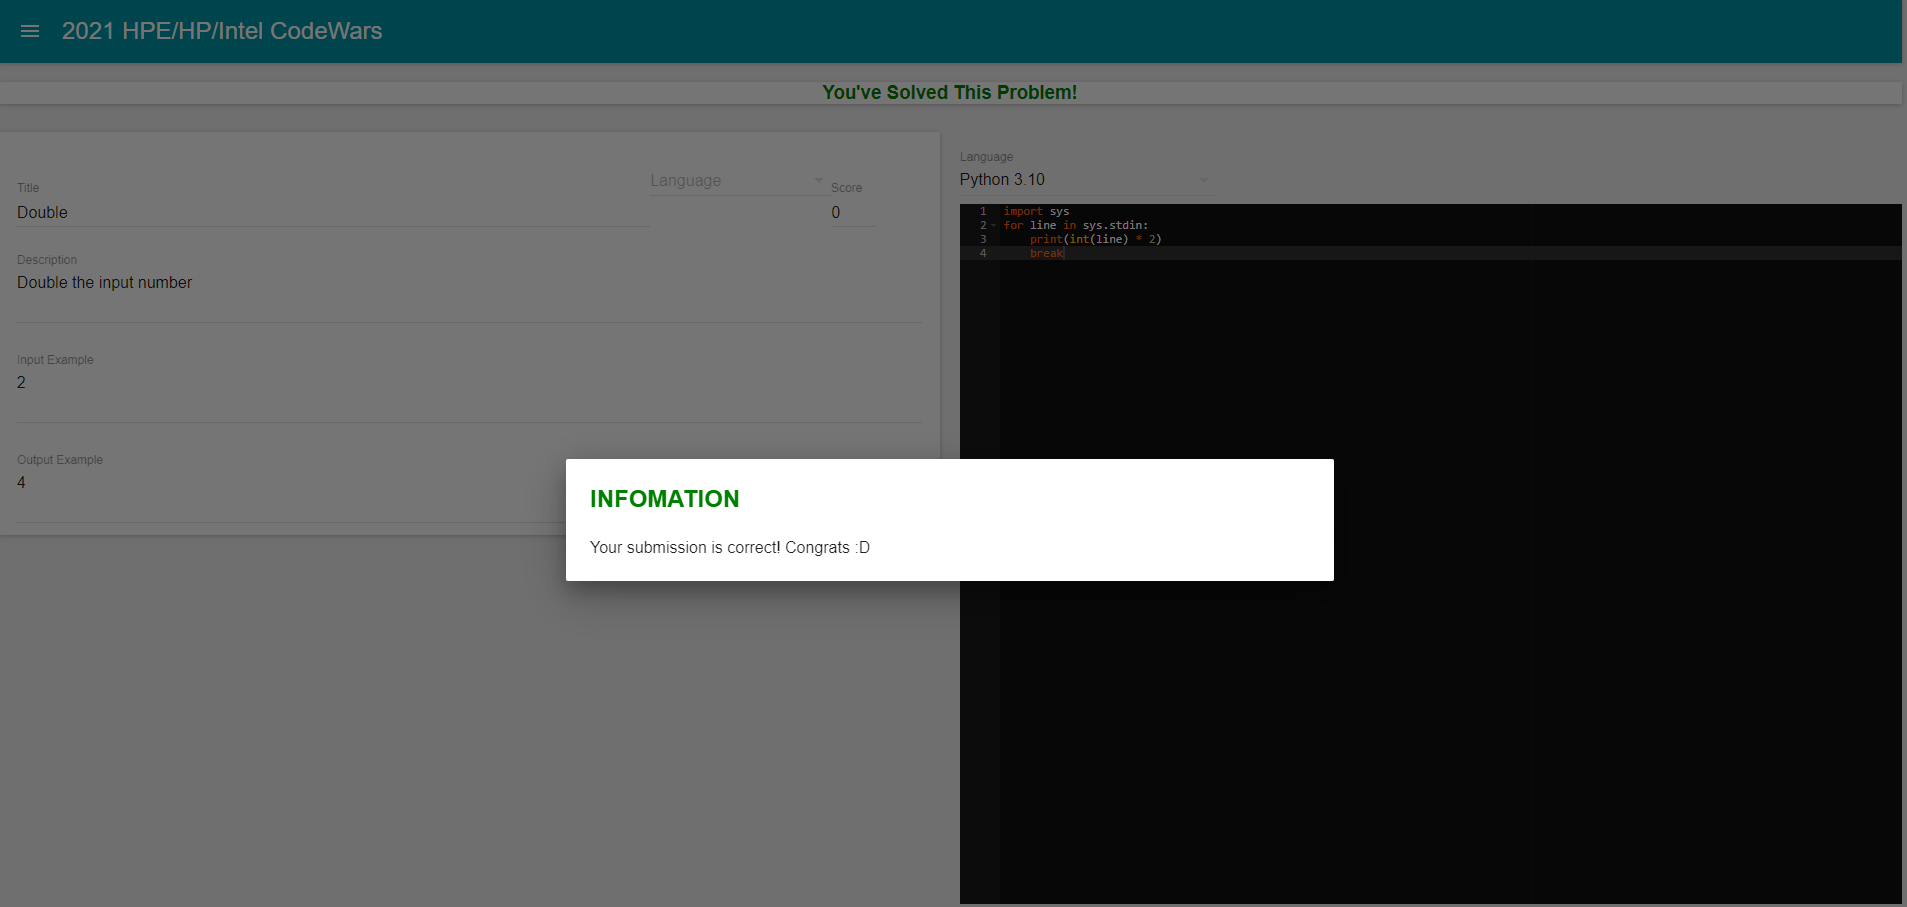 2021 HPE/HP/Intel CodeWars
You've Solved This Problem!
Title
Double
Language
Score
0
Description
Double the input number
Input Example
2
Output Example
4
Language
Python 3.10
1 import sys
2 for line in sys.stdin:
3     print(int(line) * 2)
4     break
INFOMATION
Your submission is correct! Congrats :D